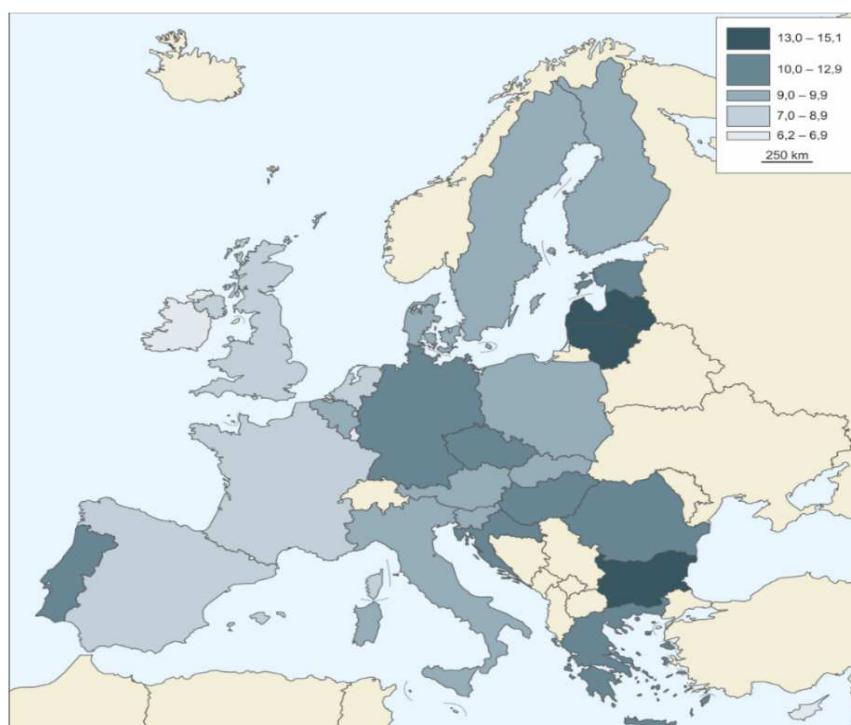 13,0 – 15,1
10,0 – 12,9
9,0 – 9,9
7,0 – 8,9
6,2 – 6,9
250 km